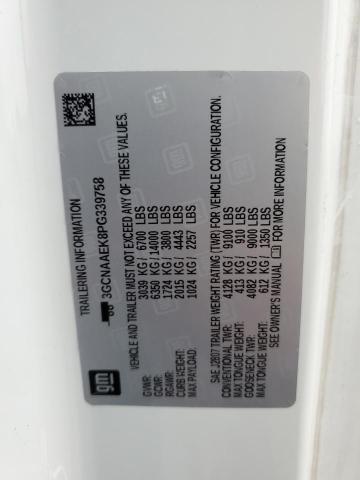 gm
TRAILERING INFORMATION
3GCNAAEK8PG339758
VEHICLE AND TRAILER MUST NOT EXCEED ANY OF THESE VALUES.
GVWR: 3039 KG / 6700 LBS
GCWR: 6350 KG / 14000 LBS
RGAWR: 1724 KG / 3800 LBS
CURB WEIGHT: 2015 KG / 4443 LBS
MAX PAYLOAD: 1024 KG / 2257 LBS
SAE J2807 TRAILER WEIGHT RATING (TWR) FOR VEHICLE CONFIGURATION.
CONVENTIONAL TWR: 4128 KG / 9100 LBS
MAX TONGUE WEIGHT: 413 KG / 910 LBS
GOOSENECK TWR: 4082 KG / 9000 LBS
MAX TONGUE WEIGHT: 612 KG / 1350 LBS
SEE OWNER'S MANUAL FOR MORE INFORMATION.